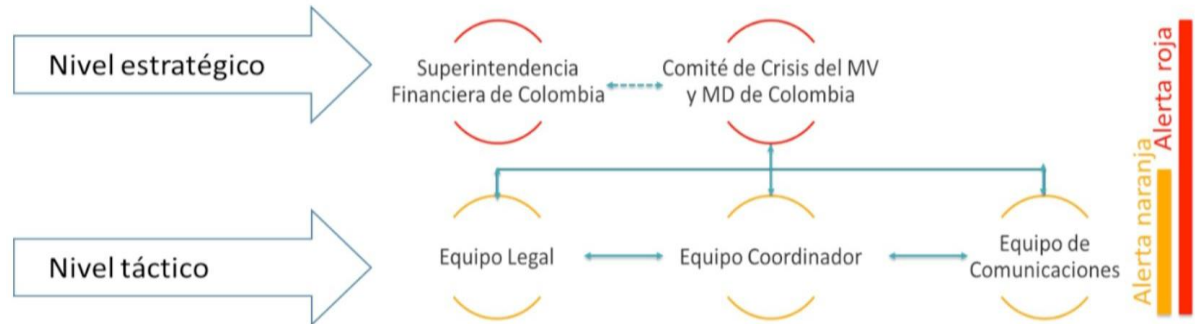 Nivel estratégico
Superintendencia
Financiera de Colombia
Comité de Crisis del MV
y MD de Colombia
Alerta roja
Nivel táctico
Equipo Legal
Equipo Coordinador
Equipo de
Comunicaciones
Alerta naranja